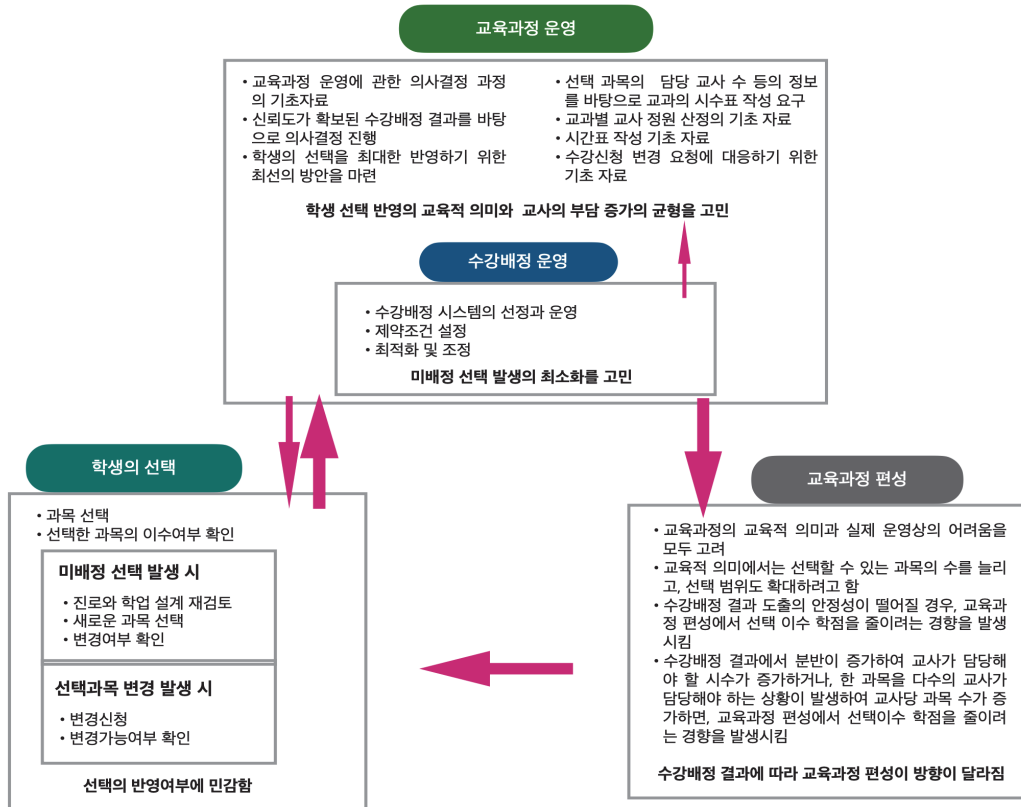 교육과정 운영
• 교육과정 운영에 관한 의사결정 과정
의 기초자료
• 신뢰도가 확보된 수강배정 결과를 바탕
으로 의사결정 진행
• 학생의 선택을 최대한 반영하기 위한
최선의 방안을 마련
• 선택 과목의 담당 교사 수 등의 정보
를 바탕으로 교과의 시수표 작성 요구
• 교과별 교사 정원 산정의 기초 자료
• 시간표 작성 기초 자료
• 수강신청 변경 요청에 대응하기 위한
기초 자료
학생 선택 반영의 교육적 의미와 교사의 부담 증가의 균형을 고민
수강배정 운영
• 수강배정 시스템의 선정과 운영
• 제약조건 설정
• 최적화 및 조정
미배정 선택 발생의 최소화를 고민
학생의 선택
• 과목 선택
• 선택한 과목의 이수여부 확인
미배정 선택 발생 시
• 진로와 학업 설계 재검토
• 새로운 과목 선택
• 변경여부 확인
선택과목 변경 발생 시
• 변경신청
• 변경가능여부 확인
선택의 반영여부에 민감함
교육과정 편성
• 교육과정의 교육적 의미과 실제 운영상의 어려움을
모두 고려
• 교육적 의미에서는 선택할 수 있는 과목의 수를 늘리
고, 선택 범위도 확대하려고 함
• 수강배정 결과 도출의 안정성이 떨어질 경우, 교육과
정 편성에서 선택 이수 학점을 줄이려는 경향을 발생
시킴
• 수강배정 결과에서 분반이 증가하여 교사가 담당해
야 할 시수가 증가하거나, 한 과목을 다수의 교사가
담당해야 하는 상황이 발생하여 교사당 과목 수가 증
가하면, 교육과정 편성에서 선택이수 학점을 줄이려
는 경향을 발생시킴
수강배정 결과에 따라 교육과정 편성이 방향이 달라짐